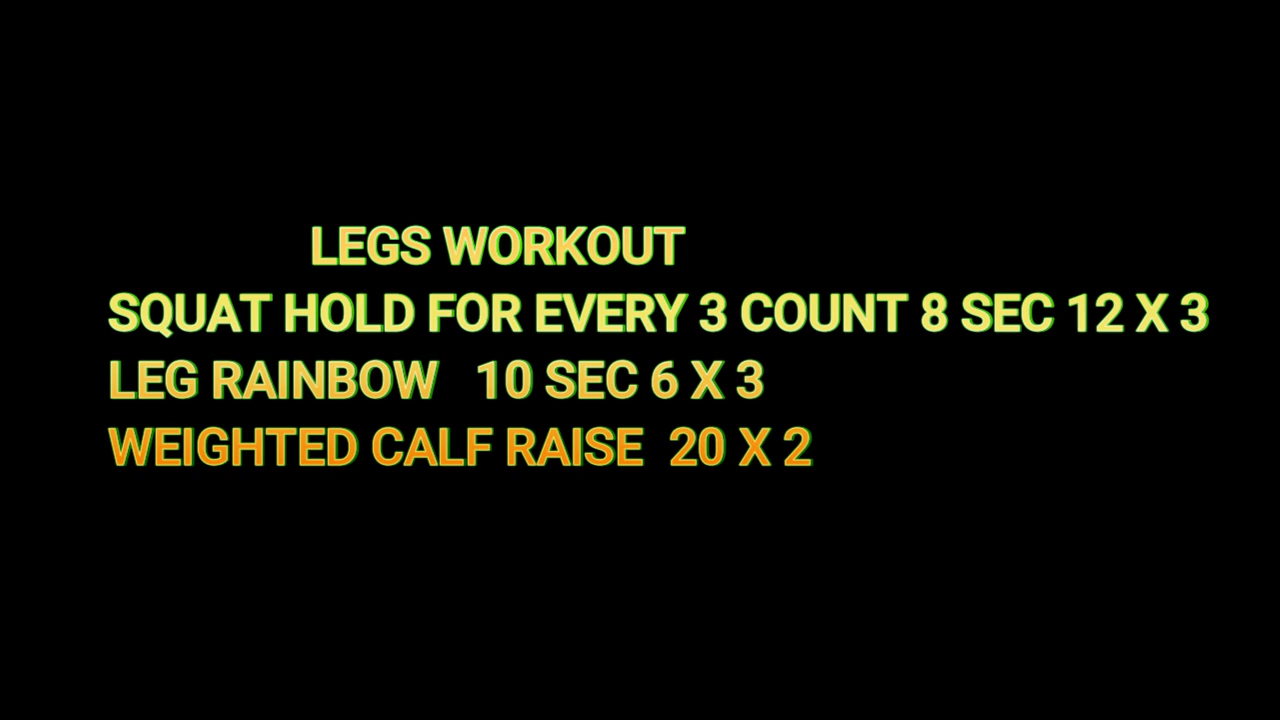 LEGS WORKOUT
SQUAT HOLD FOR EVERY 3 COUNT 8 SEC 12 X 3
LEG RAINBOW 10 SEC 6 X 3
WEIGHTED CALF RAISE 20 X 2